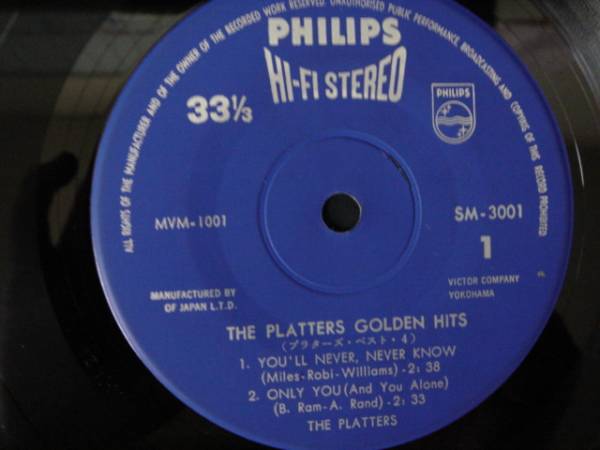 ALL RIGHTS OF THE MANUFACTURER AND OF THE OWNER OF THE RECORDED WORK RESERVED. UNAUTHORISED PUBLIC PERFORMANCE, BROADCASTING AND COPYING OF THIS RECORD PROHIBITED
PHILIPS
HI-FI STEREO
33⅓
PHILIPS
MVM-1001
SM-3001
1
MANUFACTURED BY
VICTOR COMPANY
OF JAPAN L.T.D.
YOKOHAMA
THE PLATTERS GOLDEN HITS
(プラターズ・ベスト・4)
1. YOU'LL NEVER, NEVER KNOW
(Miles-Robi-Williams)-2:38
2. ONLY YOU(And You Alone)
(B. Ram-A. Rand)-2:33
THE PLATTERS